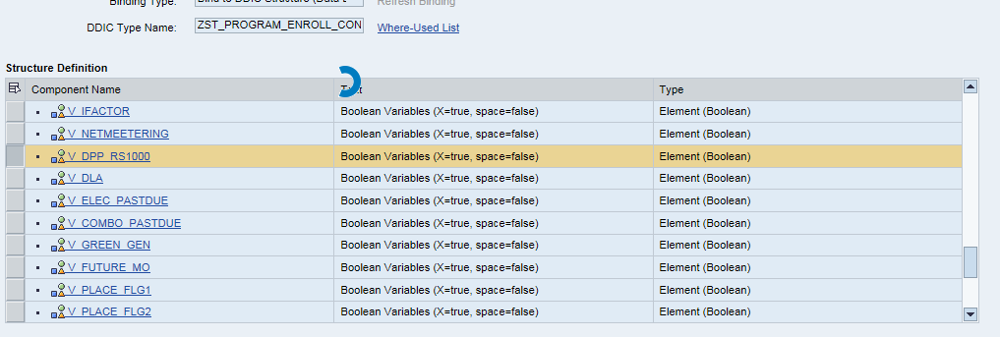 Binding Type: Bind to DDIC Structure (Data t Refresh Binding
DDIC Type Name: ZST_PROGRAM_ENROLL_CON Where-Used List
Structure Definition
Component Name Type
V_IFACTOR Boolean Variables (X=true, space=false) Element (Boolean)
V_NETMEETERING Boolean Variables (X=true, space=false) Element (Boolean)
V_DPP_RS1000 Boolean Variables (X=true, space=false) Element (Boolean)
V_DLA Boolean Variables (X=true, space=false) Element (Boolean)
V_ELEC_PASTDUE Boolean Variables (X=true, space=false) Element (Boolean)
V_COMBO_PASTDUE Boolean Variables (X=true, space=false) Element (Boolean)
V_GREEN_GEN Boolean Variables (X=true, space=false) Element (Boolean)
V_FUTURE_MO Boolean Variables (X=true, space=false) Element (Boolean)
V_PLACE_FLG1 Boolean Variables (X=true, space=false) Element (Boolean)
V_PLACE_FLG2 Boolean Variables (X=true, space=false) Element (Boolean)